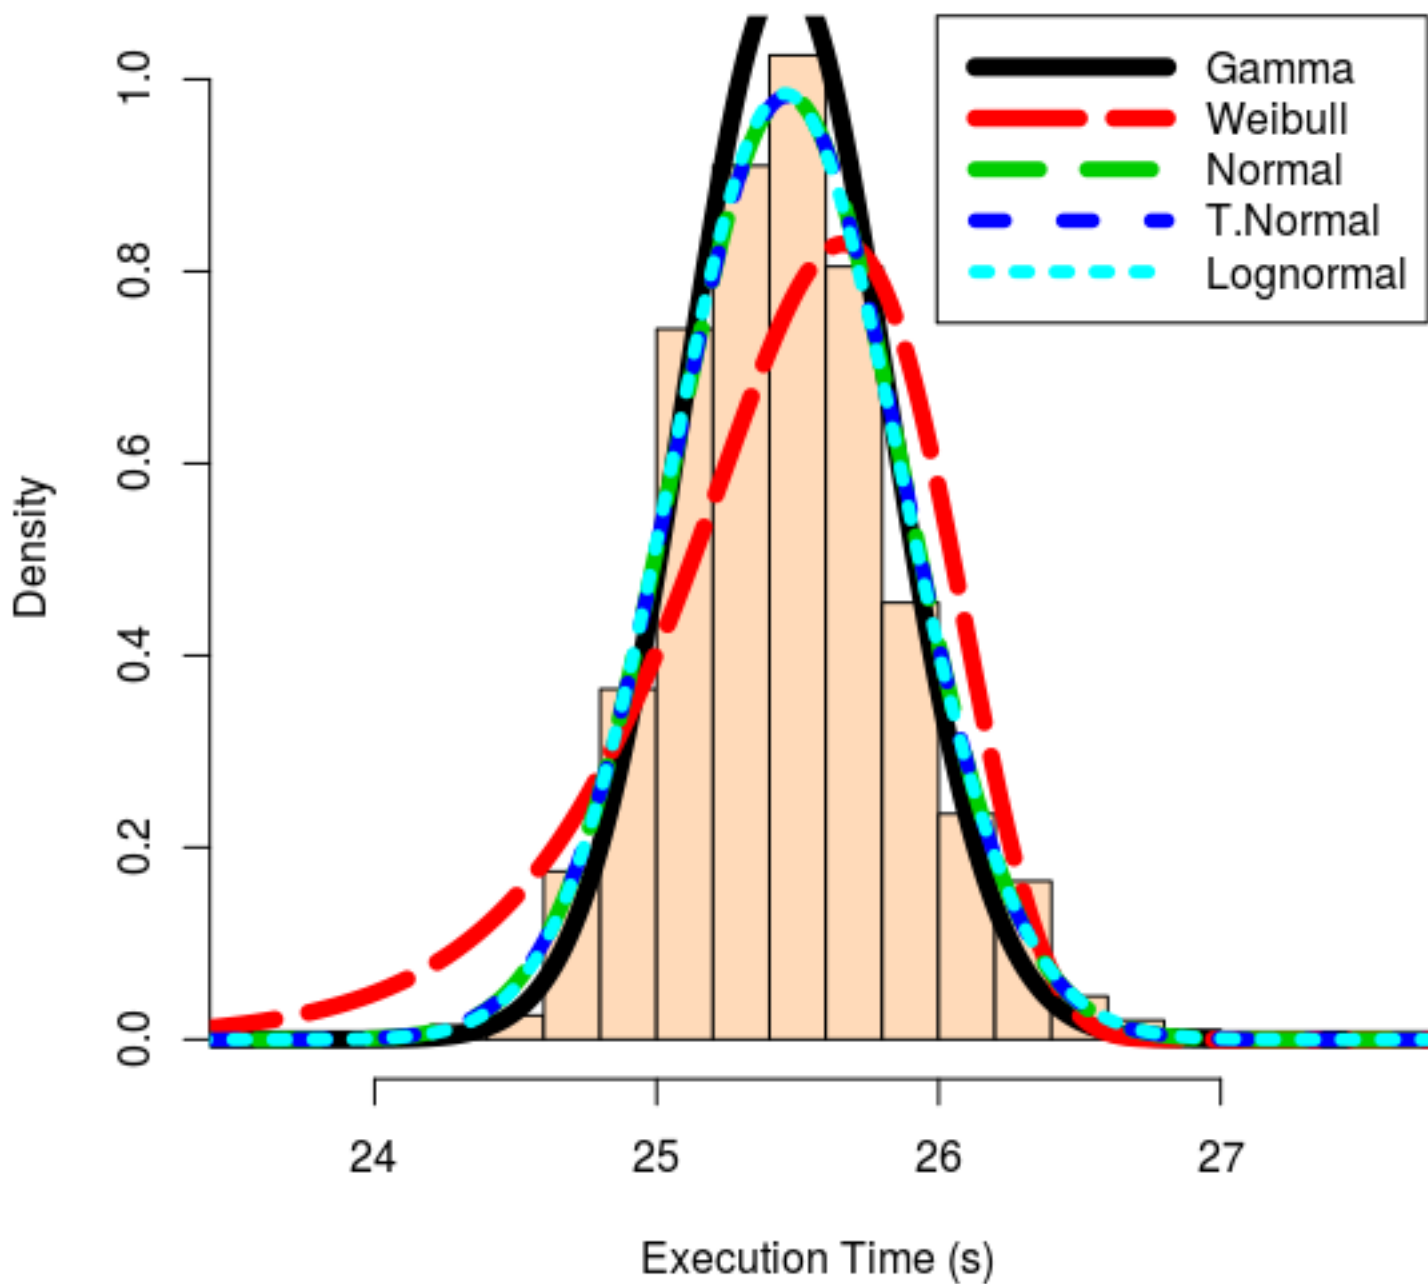 Gamma
Weibull
Normal
T.Normal
Lognormal
Density
1.0
0.8
0.6
0.4
0.2
0.0
24 25 26 27
Execution Time (s)